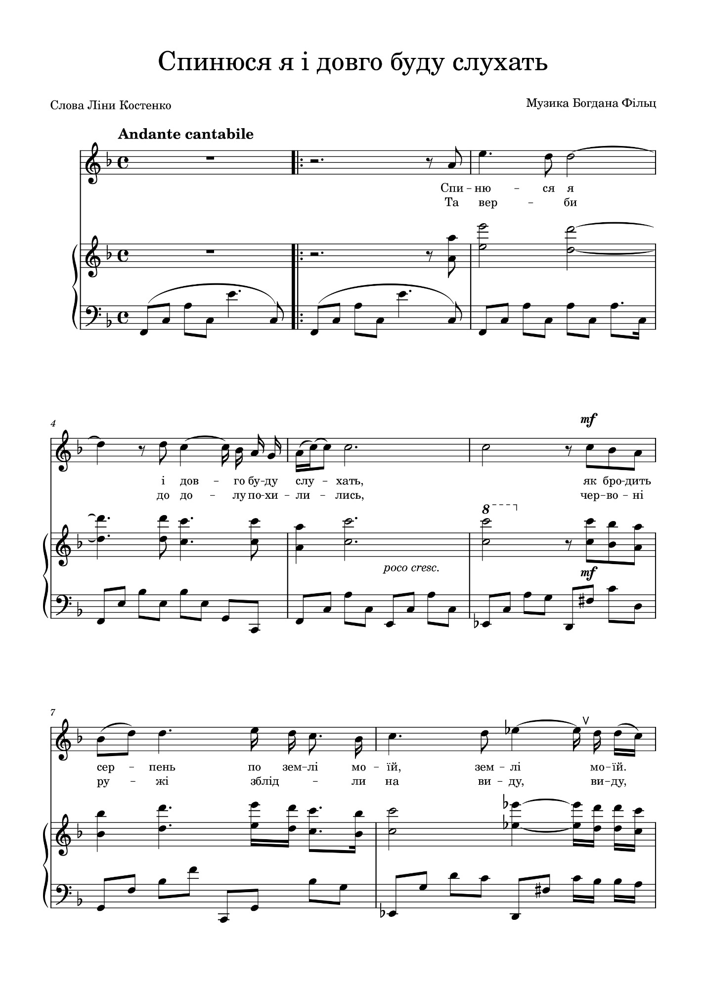 Спинюся я і довго буду слухать
Слова Ліни Костенко
Музика Богдана Фільц
Andante cantabile
Спи – ню – ся я
Та вер – би
4
mf
і дов – го бу – ду слу – хать, як бро – дить
до до – лу по – хи – ли – лись, чер – во – ні
8
poco cresc.
mf
7
сер – пень по зем – лі мо – їй, зем – лі мо – їй.
ру – жі зблід – ли на ви – ду, ви – ду,